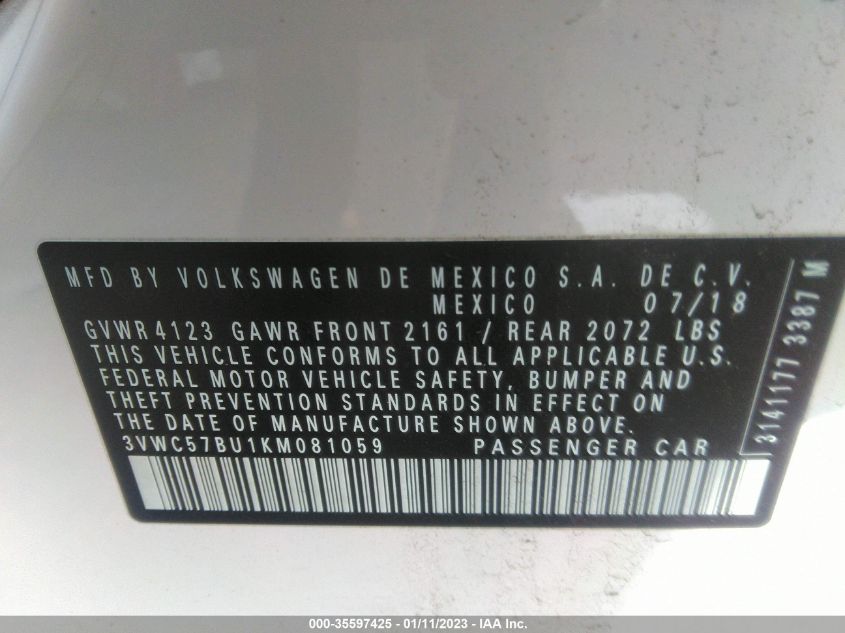 MFD BY VOLKSWAGEN DE MEXICO S.A. DE C.V.
MEXICO 07/18
GVWR 4123 GAWR FRONT 2161 / REAR 2072 LBS
THIS VEHICLE CONFORMS TO ALL APPLICABLE U.S.
FEDERAL MOTOR VEHICLE SAFETY, BUMPER AND
THEFT PREVENTION STANDARDS IN EFFECT ON
THE DATE OF MANUFACTURE SHOWN ABOVE.
3VWC57BU1KM081059 PASSENGER CAR
3141177 3387 M
000-35597425 - 01/11/2023 - IAA Inc.